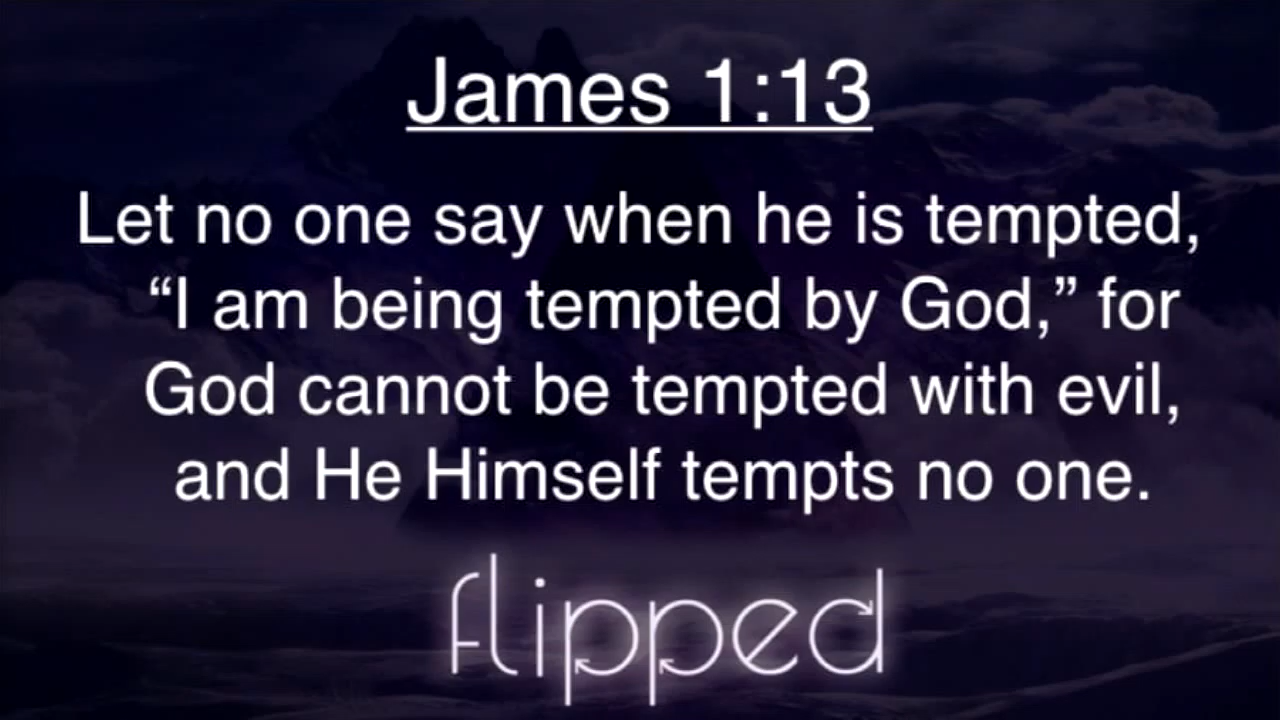 James 1:13
Let no one say when he is tempted,
“I am being tempted by God,” for
God cannot be tempted with evil,
and He Himself tempts no one.
flipped